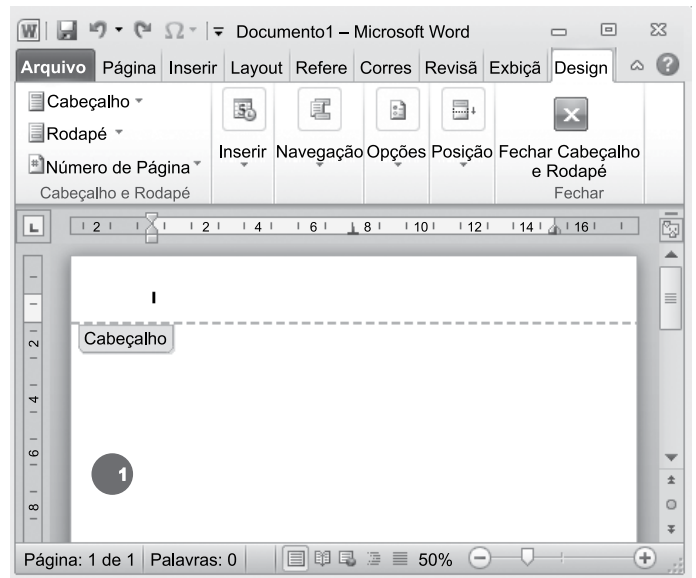 W Documento1 – Microsoft Word
Arquivo Página Inserir Layout Refere Corres Revisã Exbiçã Design ?
Cabeçalho
Rodapé
Número de Página
Cabeçalho e Rodapé
Inserir Navegação Opções Posição Fechar Cabeçalho
e Rodapé
Fechar
L 2 2 4 6 8 10 12 14 16
Cabeçalho
2
4
6
8
1
Página: 1 de 1 Palavras: 0 50%